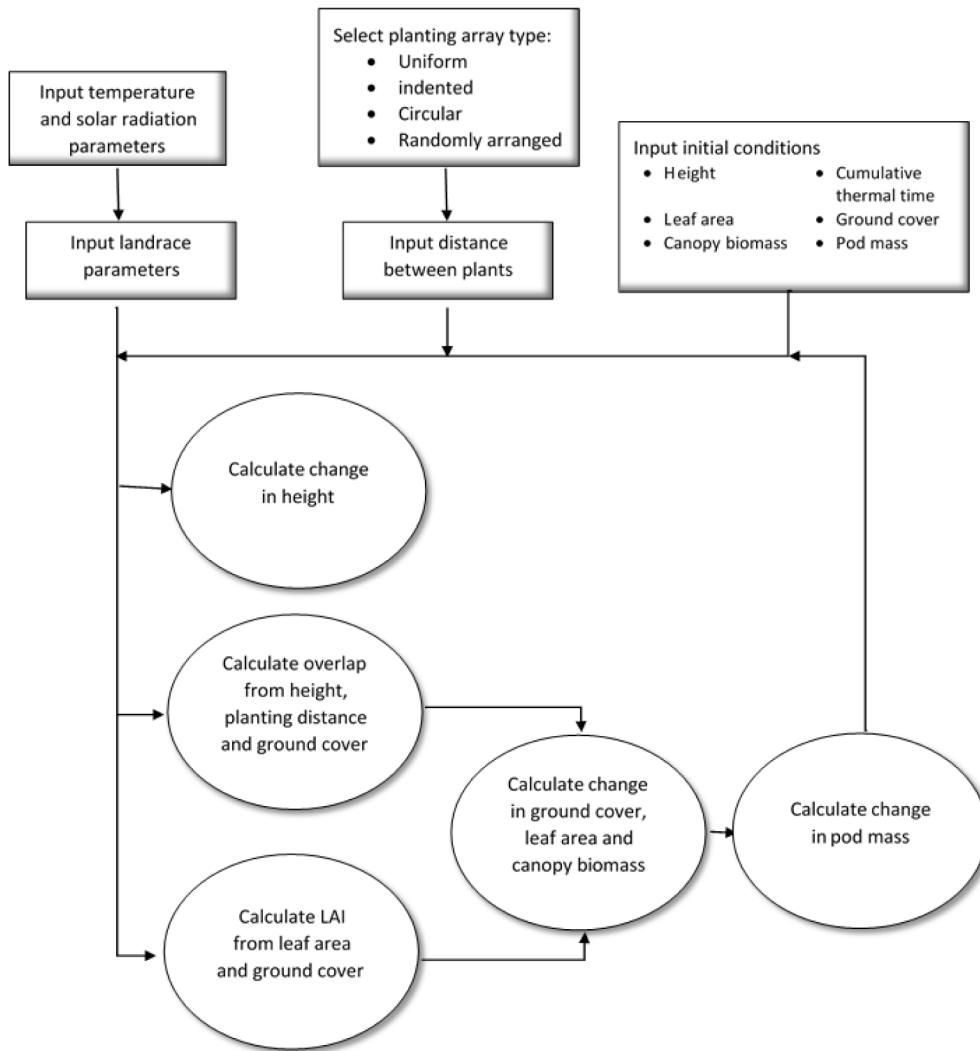 Input temperature
and solar radiation
parameters
Select planting array type:
• Uniform
• indented
• Circular
• Randomly arranged
Input initial conditions
• Height
• Cumulative
thermal time
• Leaf area
• Ground cover
• Canopy biomass
• Pod mass
Input landrace
parameters
Input distance
between plants
Calculate change
in height
Calculate overlap
from height,
planting distance
and ground cover
Calculate change
in ground cover,
leaf area and
canopy biomass
Calculate change
in pod mass
Calculate LAI
from leaf area
and ground cover